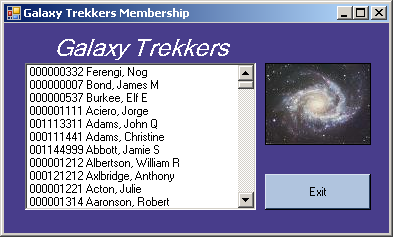 Galaxy Trekkers Membership
Galaxy Trekkers
000000332 Ferengi, Nog
000000007 Bond, James M
000000537 Burkee, Elf E
000001111 Aciero, Jorge
001113311 Adams, John Q
000111441 Adams, Christine
001144999 Abbott, Jamie S
000001212 Albertson, William R
000121212 Axlbridge, Anthony
000001221 Acton, Julie
000001314 Aaronson, Robert
Exit